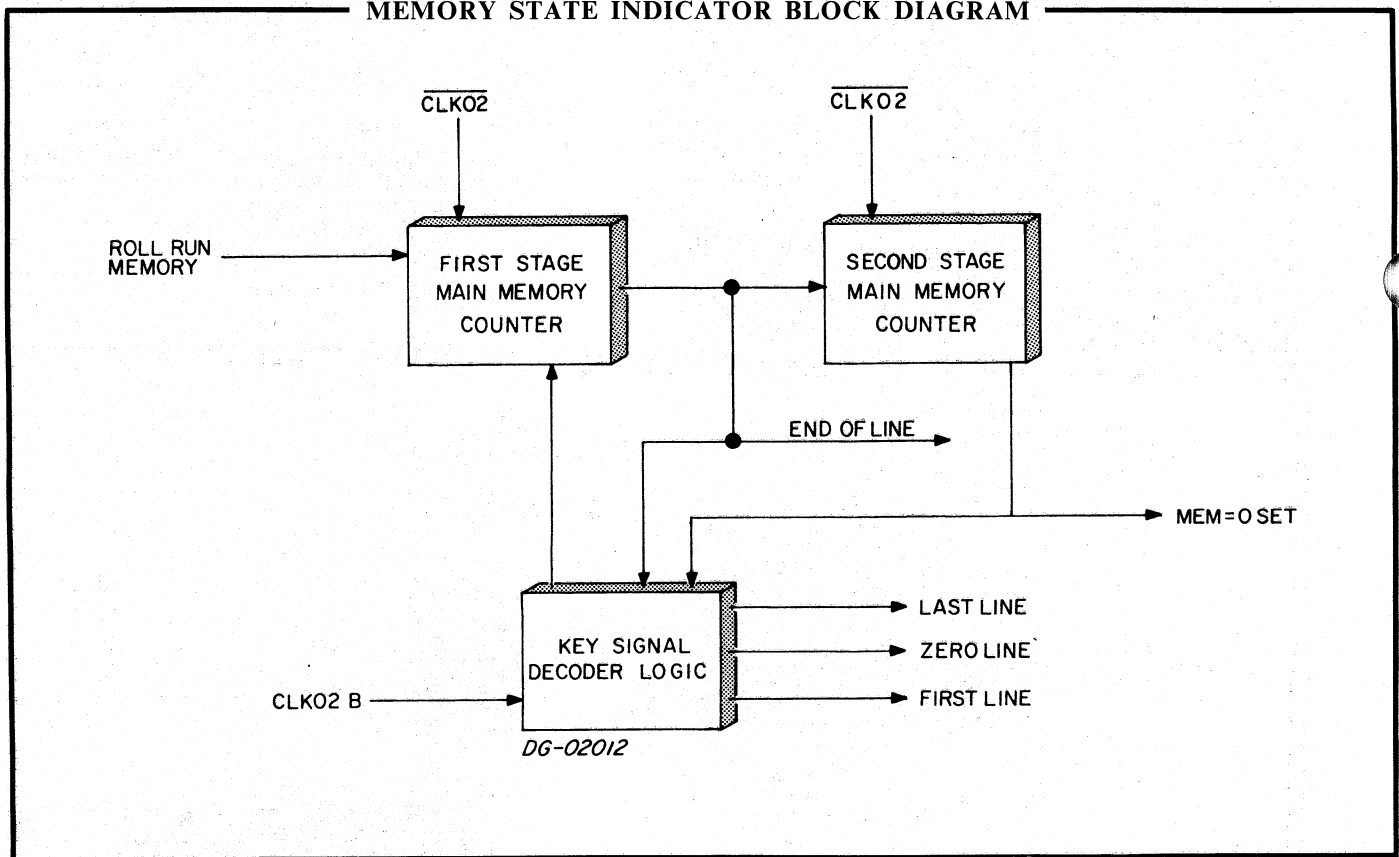 MEMORY STATE INDICATOR BLOCK DIAGRAM
CLK02
CLK02
ROLL RUN
MEMORY
FIRST STAGE
MAIN MEMORY
COUNTER
SECOND STAGE
MAIN MEMORY
COUNTER
END OF LINE
MEM=0 SET
KEY SIGNAL
DECODER LOGIC
LAST LINE
ZERO LINE
FIRST LINE
CLK02 B
DG-02012